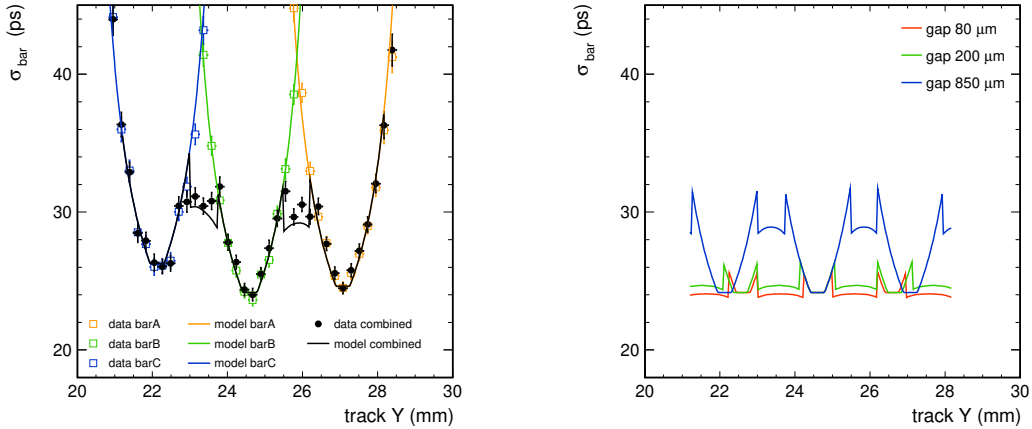 σ bar (ps)
40
30
20
data barA model barA data combined
data barB model barB model combined
data barC model barC
20 22 24 26 28 30
track Y (mm)
σ bar (ps)
gap 80 μm
gap 200 μm
gap 850 μm
40
30
20
20 22 24 26 28 30
track Y (mm)